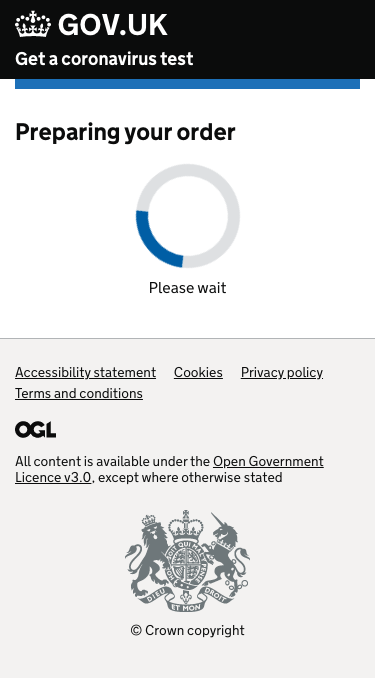 GOV.UK
Get a coronavirus test
Preparing your order
Please wait
Accessibility statement Cookies Privacy policy
Terms and conditions
OGL
All content is available under the Open Government
Licence v3.0, except where otherwise stated
DIEU ET MON DROIT
© Crown copyright